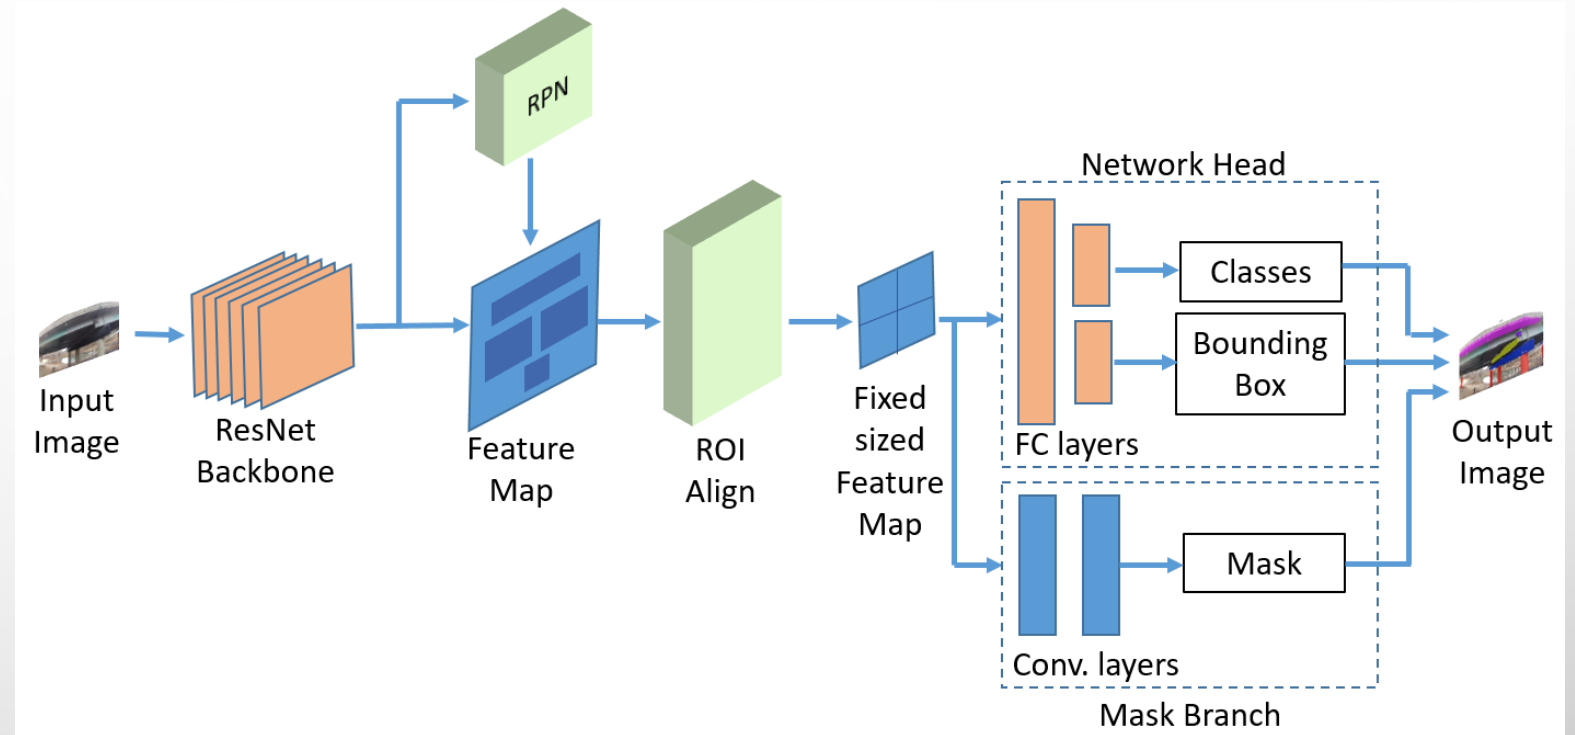 RPN
Network Head
Classes
Bounding
Box
FC layers
Input
Image
ResNet
Backbone
Feature
Map
ROI
Align
Fixed
sized
Feature
Map
Output
Image
Mask
Conv. layers
Mask Branch